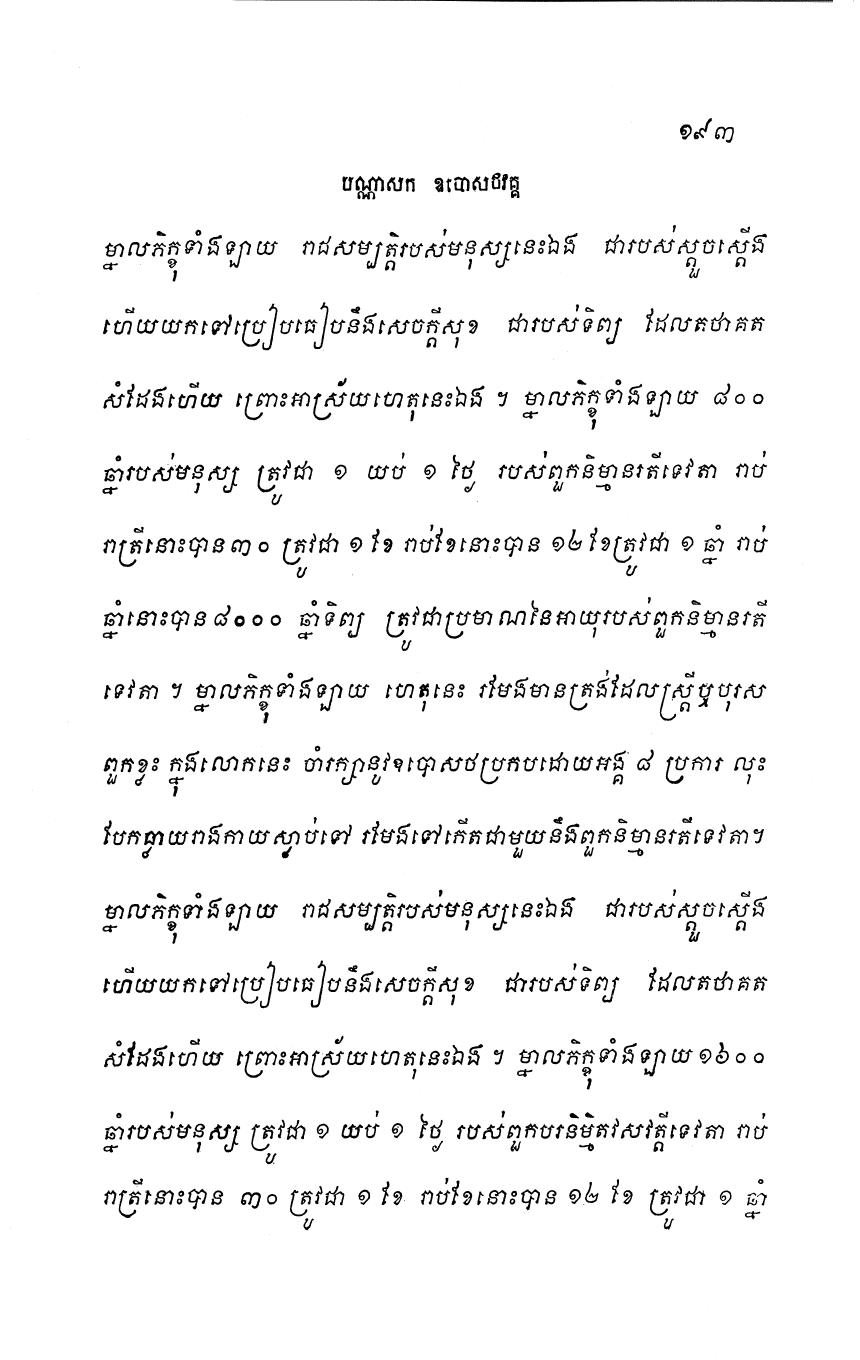 ១៩៣
បណ្ណាសក ឧបោសថវគ្គ
ម្នាលភិក្ខុទាំងឡាយ រាជសម្បត្តិរបស់មនុស្សនេះឯង ជារបស់ស្តួចស្តើង
ហើយយកទៅប្រៀបធៀបនឹងសេចក្តីសុខ ជារបស់ទិព្យ ដែលតថាគត
សំដែងហើយ ព្រោះអាស្រ័យហេតុនេះឯង ។ ម្នាលភិក្ខុទាំងឡាយ ៨០០
ឆ្នាំរបស់មនុស្ស ត្រូវជា ១ យប់ ១ ថ្ងៃ របស់ពួកនិម្មានរតីទេវតា រាប់
រាត្រីនោះបាន៣០ ត្រូវជា ១ ខែ រាប់ខែនោះបាន ១២ ខែត្រូវជា ១ ឆ្នាំ រាប់
ឆ្នាំនោះបាន៨០០០ ឆ្នាំទិព្យ ត្រូវជាប្រមាណនៃអាយុរបស់ពួកនិម្មានរតី
ទេវតា ។ ម្នាលភិក្ខុទាំងឡាយ ហេតុនេះ រមែងមានត្រង់ដែលស្ត្រីឬបុរស
ពួកខ្លះ ក្នុងលោកនេះ ចាំរក្សានូវឧបោសថប្រកបដោយអង្គ ៨ ប្រការ លុះ
បែកធ្លាយរាងកាយស្លាប់ទៅ រមែងទៅកើតជាមួយនឹងពួកនិម្មានរតីទេវតា។
ម្នាលភិក្ខុទាំងឡាយ រាជសម្បត្តិរបស់មនុស្សនេះឯង ជារបស់ស្តួចស្តើង
ហើយយកទៅប្រៀបធៀបនឹងសេចក្តីសុខ ជារបស់ទិព្យ ដែលតថាគត
សំដែងហើយ ព្រោះអាស្រ័យហេតុនេះឯង ។ ម្នាលភិក្ខុទាំងឡាយ ១៦០០
ឆ្នាំរបស់មនុស្ស ត្រូវជា ១ យប់ ១ ថ្ងៃ របស់ពួកបរនិម្មិតវសវត្តីទេវតា រាប់
រាត្រីនោះបាន ៣០ ត្រូវជា ១ ខែ រាប់ខែនោះបាន ១២ ខែ ត្រូវជា ១ ឆ្នាំ